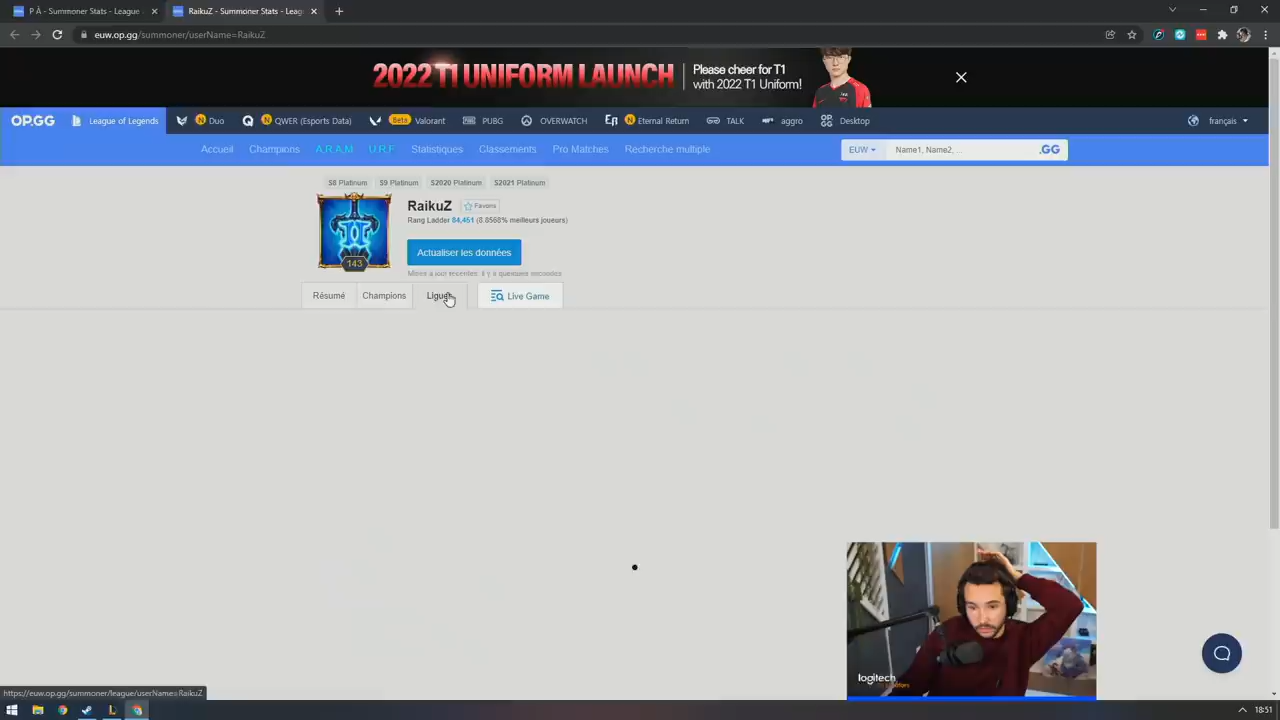 P Â - Summoner Stats - League
RaikuZ - Summoner Stats - Leag
euw.op.gg/summoner/userName=RaikuZ
2022 T1 UNIFORM LAUNCH
Please cheer for T1
with 2022 T1 Uniform!
OP.GG
League of Legends
N Duo
N QWER (Esports Data)
Beta Valorant
PUBG
OVERWATCH
N Eternal Return
TALK
aggro
Desktop
français
Accueil
Champions
A.R.A.M
U.R.F
Statistiques
Classements
Pro Matches
Recherche multiple
EUW
Name1, Name2, ...
.GG
S8 Platinum
S9 Platinum
S2020 Platinum
S2021 Platinum
RaikuZ
Favoris
Rang Ladder 84,451 (8.8568% meilleurs joueurs)
143
Actualiser les données
Mises à jour récentes: il y a quelques secondes
Résumé
Champions
Live Game
logitech
https://euw.op.gg/summoner/league/userName=RaikuZ
18:51